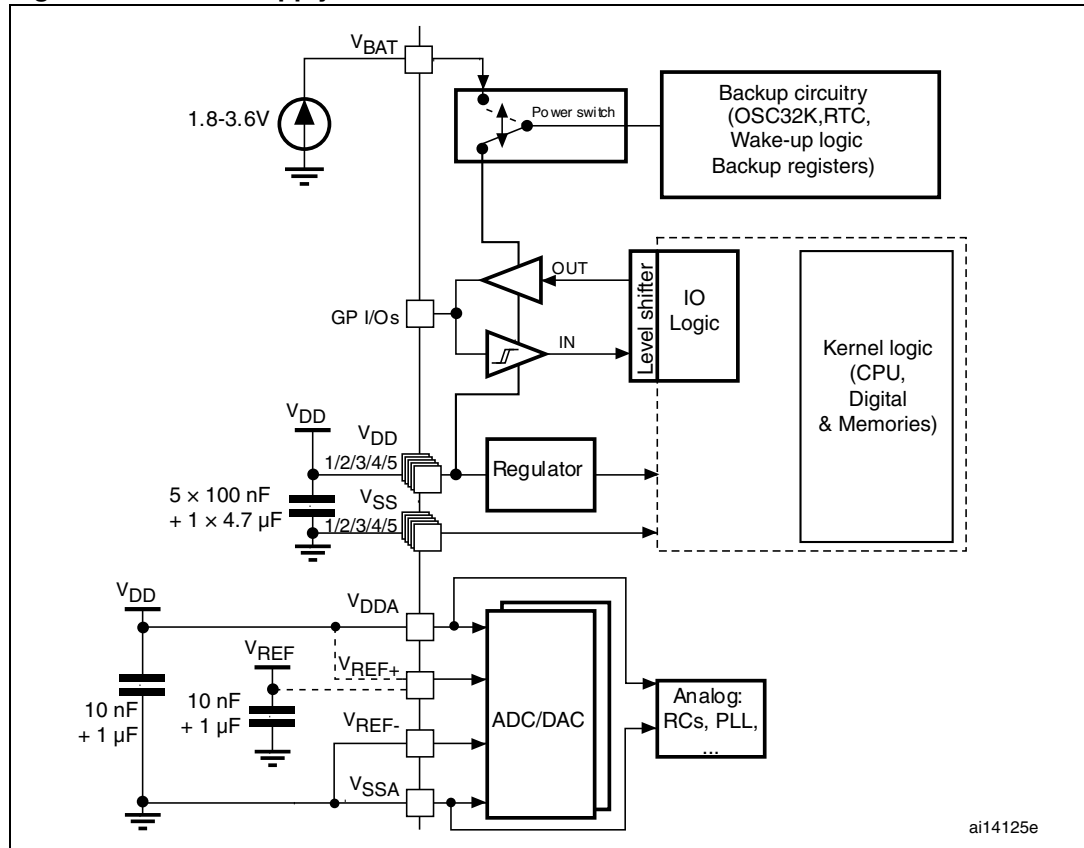 VBAT
1.8-3.6V
Power switch
Backup circuitry
(OSC32K,RTC,
Wake-up logic
Backup registers)
OUT
GP I/Os
IN
Level shifter
IO
Logic
Kernel logic
(CPU,
Digital
& Memories)
VDD
VDD
1/2/3/4/5
Regulator
5 × 100 nF
+ 1 × 4.7 µF
VSS
1/2/3/4/5
VDD
VDDA
VREF
VREF+
10 nF
+ 1 µF
10 nF
+ 1 µF
VREF-
ADC/DAC
Analog:
RCs, PLL,
...
VSSA
ai14125e